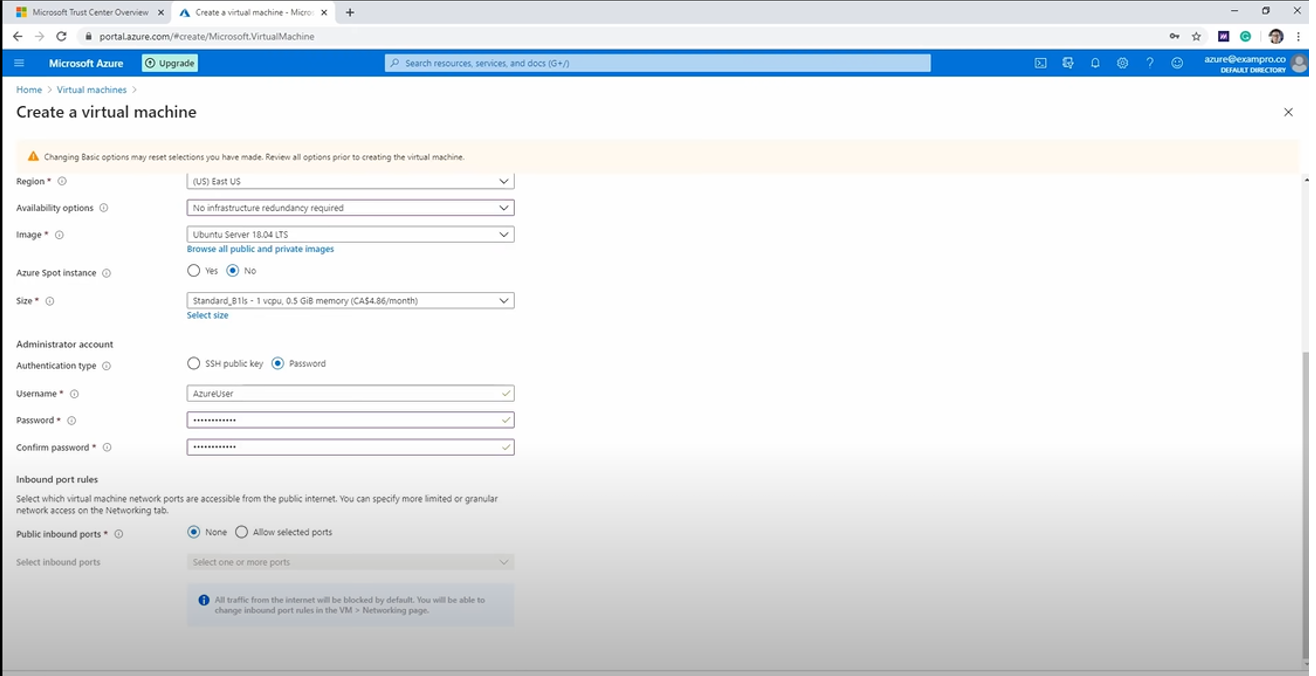 Microsoft Trust Center Overview
Create a virtual machine - Micros
portal.azure.com/#create/Microsoft.VirtualMachine
Microsoft Azure
Upgrade
Search resources, services, and docs (G+/)
azure@exampro.co
DEFAULT DIRECTORY
Home > Virtual machines >
Create a virtual machine
Changing Basic options may reset selections you have made. Review all options prior to creating the virtual machine.
Region * (US) East US
Availability options No infrastructure redundancy required
Image * Ubuntu Server 18.04 LTS
Browse all public and private images
Azure Spot instance Yes No
Size * Standard_B1ls - 1 vcpu, 0.5 GiB memory (CA$4.86/month)
Select size
Administrator account
Authentication type SSH public key Password
Username * AzureUser
Password * ••••••••••••
Confirm password * ••••••••••••
Inbound port rules
Select which virtual machine network ports are accessible from the public internet. You can specify more limited or granular
network access on the Networking tab.
Public inbound ports * None Allow selected ports
Select inbound ports Select one or more ports
All traffic from the internet will be blocked by default. You will be able to
change inbound port rules in the VM > Networking page.